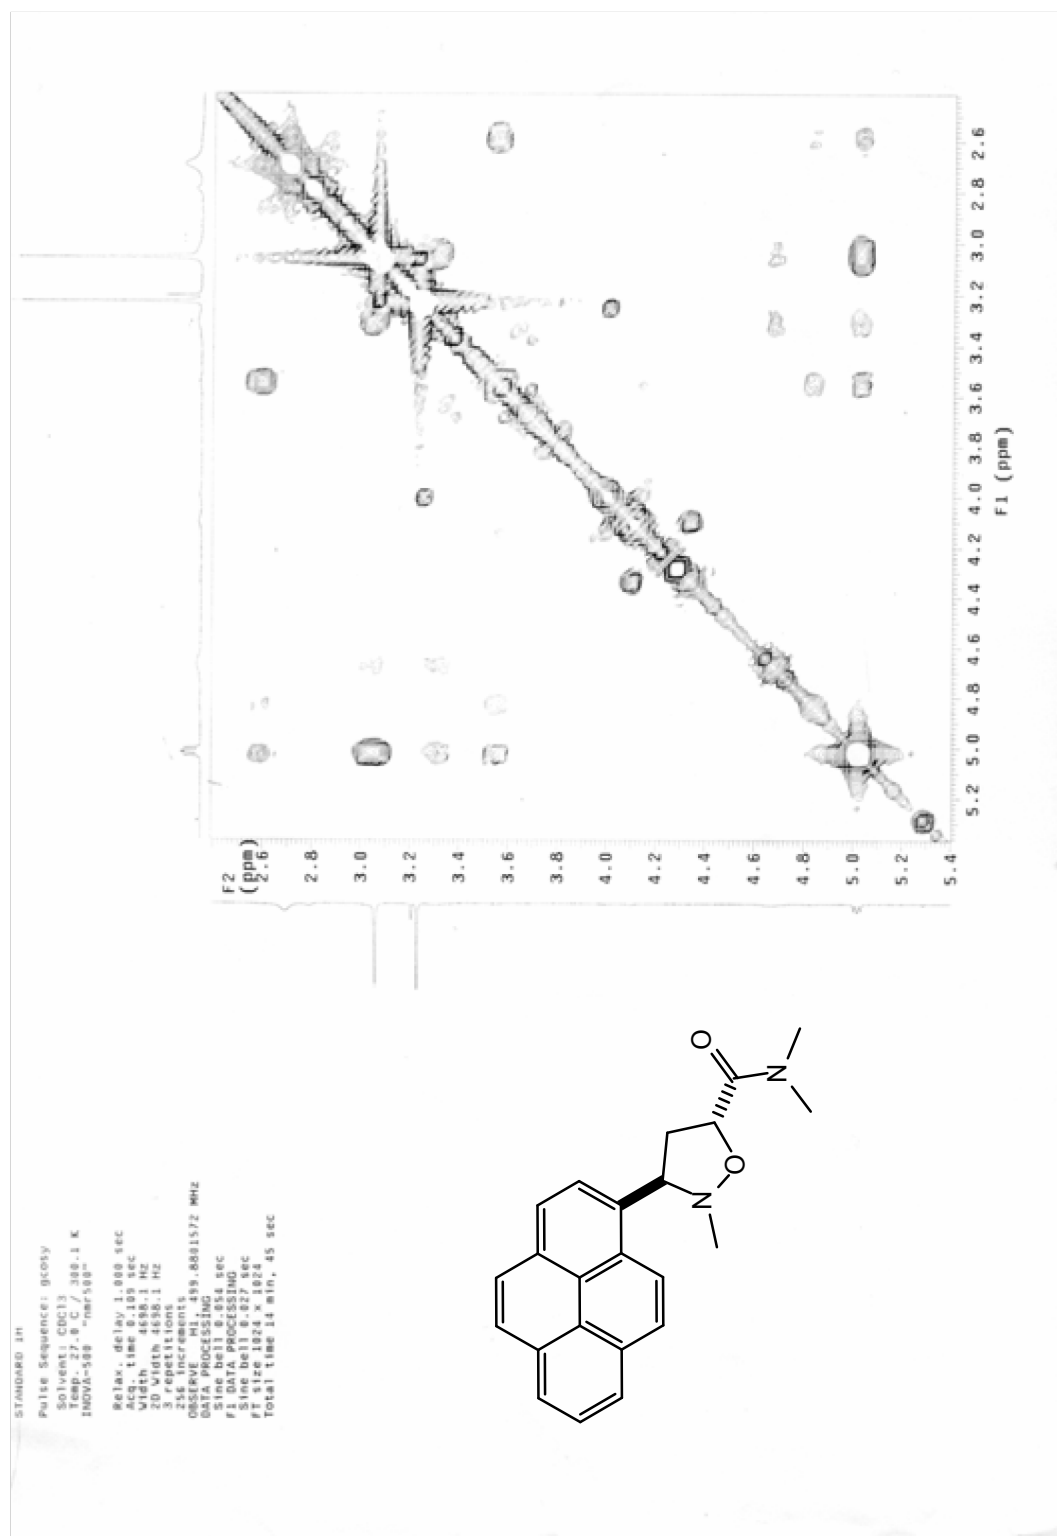 STANDARD 1H
Pulse Sequence: gcosy
Solvent: CDCl3
Temp. 27.0 C / 300.1 K
INOVA-500 "nmr500"
Relax. delay 1.000 sec
Acq. time 0.109 sec
Width 4698.1 Hz
2D Width 4698.1 Hz
3 repetitions
256 increments
OBSERVE H1, 499.8801572 MHz
DATA PROCESSING
Sine bell 0.054 sec
F1 DATA PROCESSING
Sine bell 0.027 sec
FT size 1024 x 1024
Total time 14 min, 45 sec
F2
(ppm)
2.6
2.8
3.0
3.2
3.4
3.6
3.8
4.0
4.2
4.4
4.6
4.8
5.0
5.2
5.4
2.6 2.8 3.0 3.2 3.4 3.6 3.8 4.0 4.2 4.4 4.6 4.8 5.0 5.2
F1 (ppm)
O
N
O
N